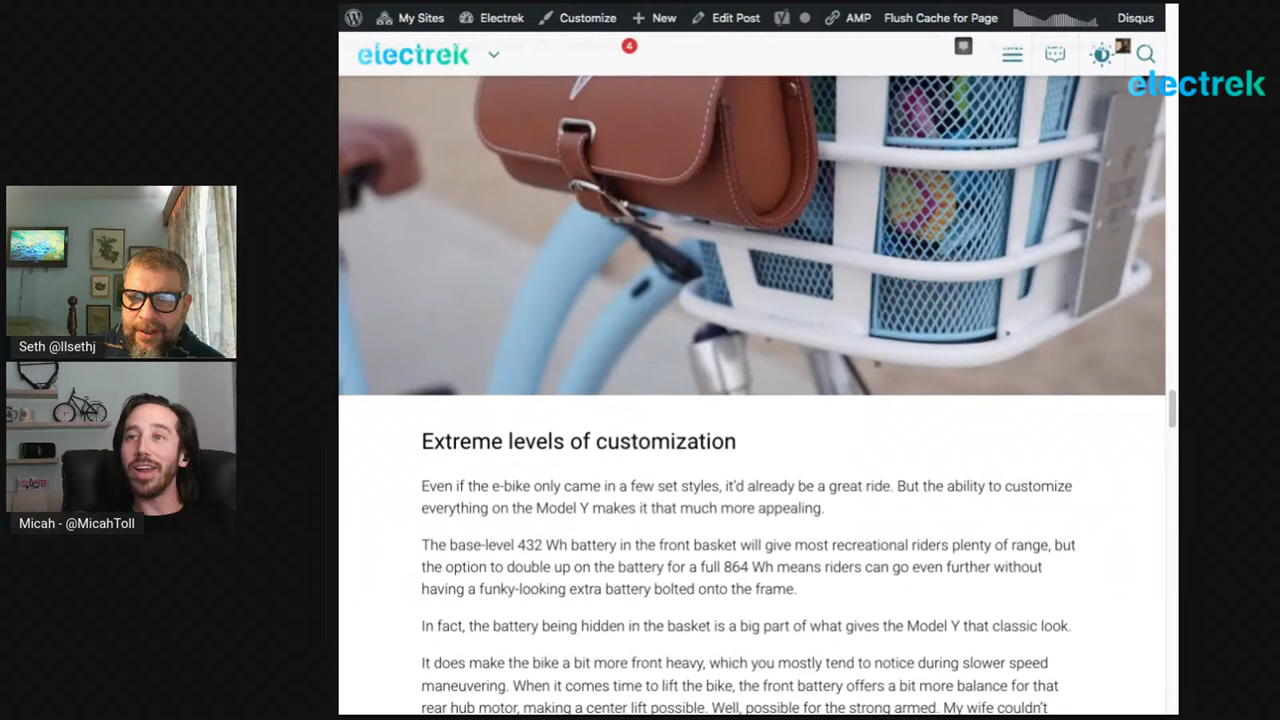 My Sites Electrek Customize New Edit Post AMP Flush Cache for Page Disqus
electrek 4
electrek
Seth @llsethj
Micah - @MicahToll
Extreme levels of customization
Even if the e-bike only came in a few set styles, it'd already be a great ride. But the ability to customize
everything on the Model Y makes it that much more appealing.
The base-level 432 Wh battery in the front basket will give most recreational riders plenty of range, but
the option to double up on the battery for a full 864 Wh means riders can go even further without
having a funky-looking extra battery bolted onto the frame.
In fact, the battery being hidden in the basket is a big part of what gives the Model Y that classic look.
It does make the bike a bit more front heavy, which you mostly tend to notice during slower speed
maneuvering. When it comes time to lift the bike, the front battery offers a bit more balance for that
rear hub motor, making a center lift possible. Well, possible for the strong armed. My wife couldn't